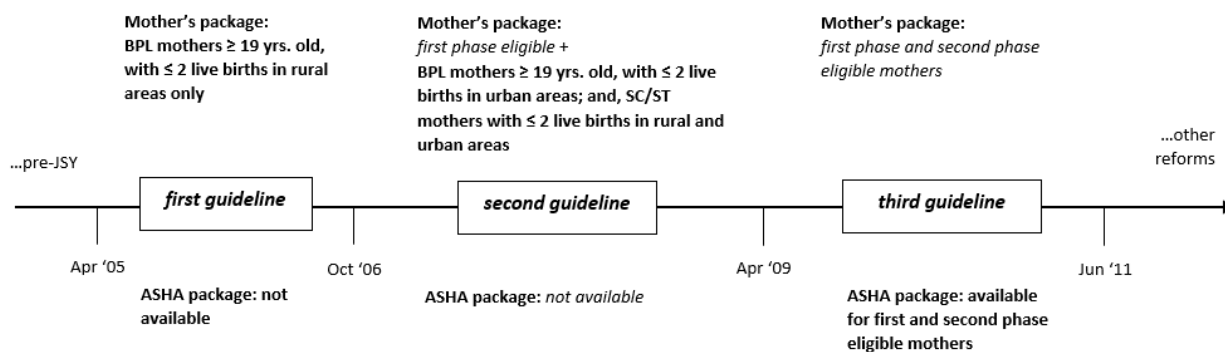 Mother's package:
BPL mothers ≥ 19 yrs. old,
with ≤ 2 live births in rural
areas only
Mother's package:
first phase eligible +
BPL mothers ≥ 19 yrs. old, with ≤ 2 live
births in urban areas; and, SC/ST
mothers with ≤ 2 live births in rural and
urban areas
Mother's package:
first phase and second phase
eligible mothers
...pre-JSY
...other
reforms
first guideline
second guideline
third guideline
Apr '05
Oct '06
Apr '09
Jun '11
ASHA package: not
available
ASHA package: not available
ASHA package: available
for first and second phase
eligible mothers